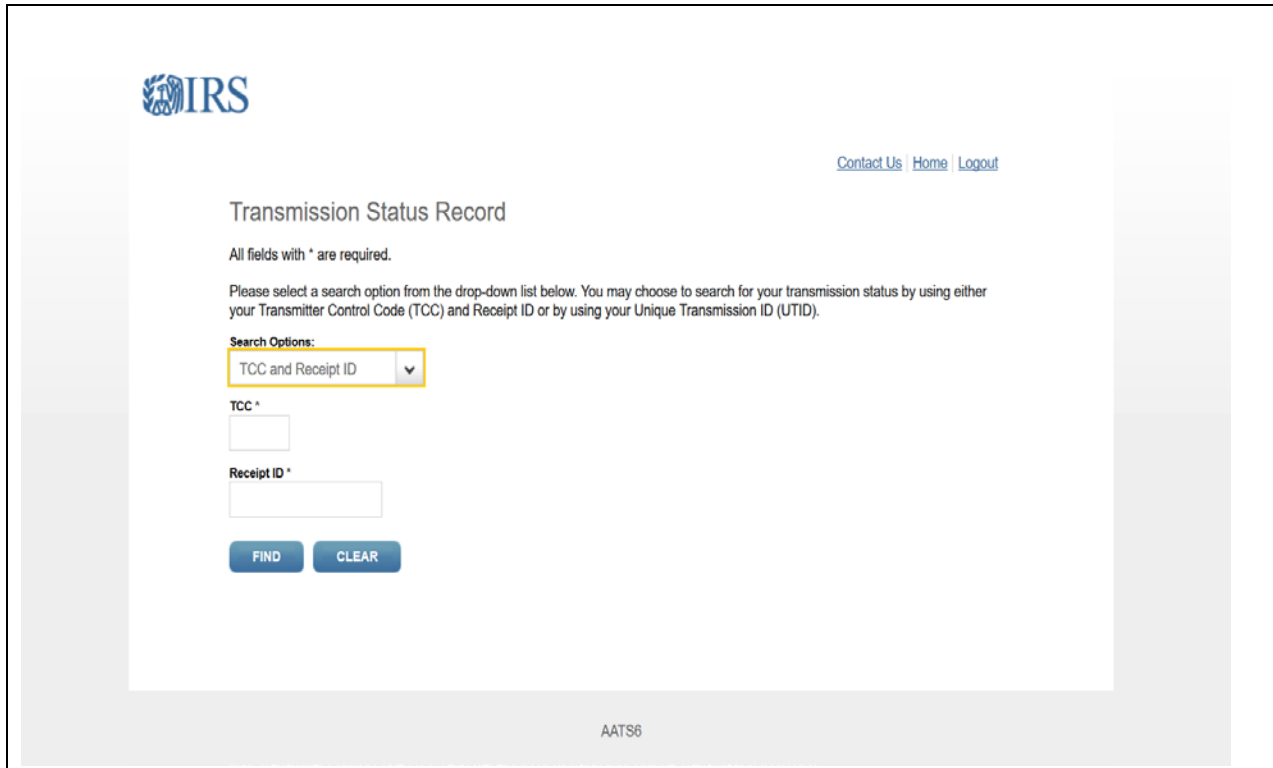 IRS
Contact Us | Home | Logout
Transmission Status Record
All fields with * are required.
Please select a search option from the drop-down list below. You may choose to search for your transmission status by using either
your Transmitter Control Code (TCC) and Receipt ID or by using your Unique Transmission ID (UTID).
Search Options:
TCC and Receipt ID
TCC *
Receipt ID *
FIND CLEAR
AATS6